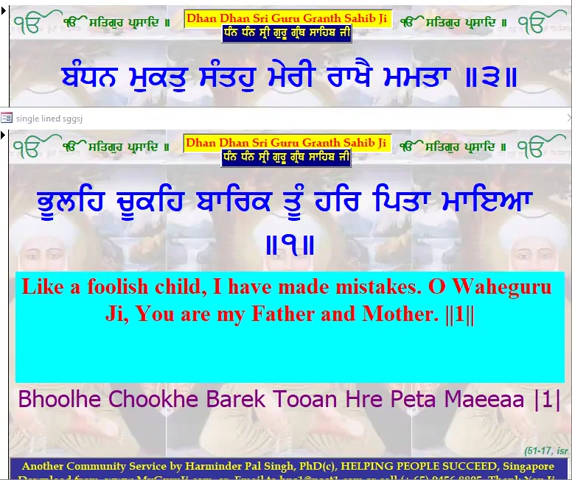 ੴ ੴ ਸਤਿਗੁਰ ਪ੍ਰਸਾਦਿ ॥ Dhan Dhan Sri Guru Granth Sahib Ji ੴ ਸਤਿਗੁਰ ਪ੍ਰਸਾਦਿ ॥ ੴ
ਧੰਨ ਧੰਨ ਸ੍ਰੀ ਗੁਰੂ ਗ੍ਰੰਥ ਸਾਹਿਬ ਜੀ
ਬੰਧਨ ਮੁਕਤੁ ਸੰਤਹੁ ਮੇਰੀ ਰਾਖੈ ਮਮਤਾ ॥੩॥
single lined sggsj
ੴ ੴ ਸਤਿਗੁਰ ਪ੍ਰਸਾਦਿ ॥ Dhan Dhan Sri Guru Granth Sahib Ji ੴ ਸਤਿਗੁਰ ਪ੍ਰਸਾਦਿ ॥ ੴ
ਧੰਨ ਧੰਨ ਸ੍ਰੀ ਗੁਰੂ ਗ੍ਰੰਥ ਸਾਹਿਬ ਜੀ
ਭੂਲਹਿ ਚੂਕਹਿ ਬਾਰਿਕ ਤੂੰ ਹਰਿ ਪਿਤਾ ਮਾਇਆ
॥੧॥
Like a foolish child, I have made mistakes. O Waheguru
Ji, You are my Father and Mother. ||1||
Bhoolhe Chookhe Barek Tooan Hre Peta Maeeaa |1|
(51-17, isr
Another Community Service by Harminder Pal Singh, PhD(c), HELPING PEOPLE SUCCEED, Singapore